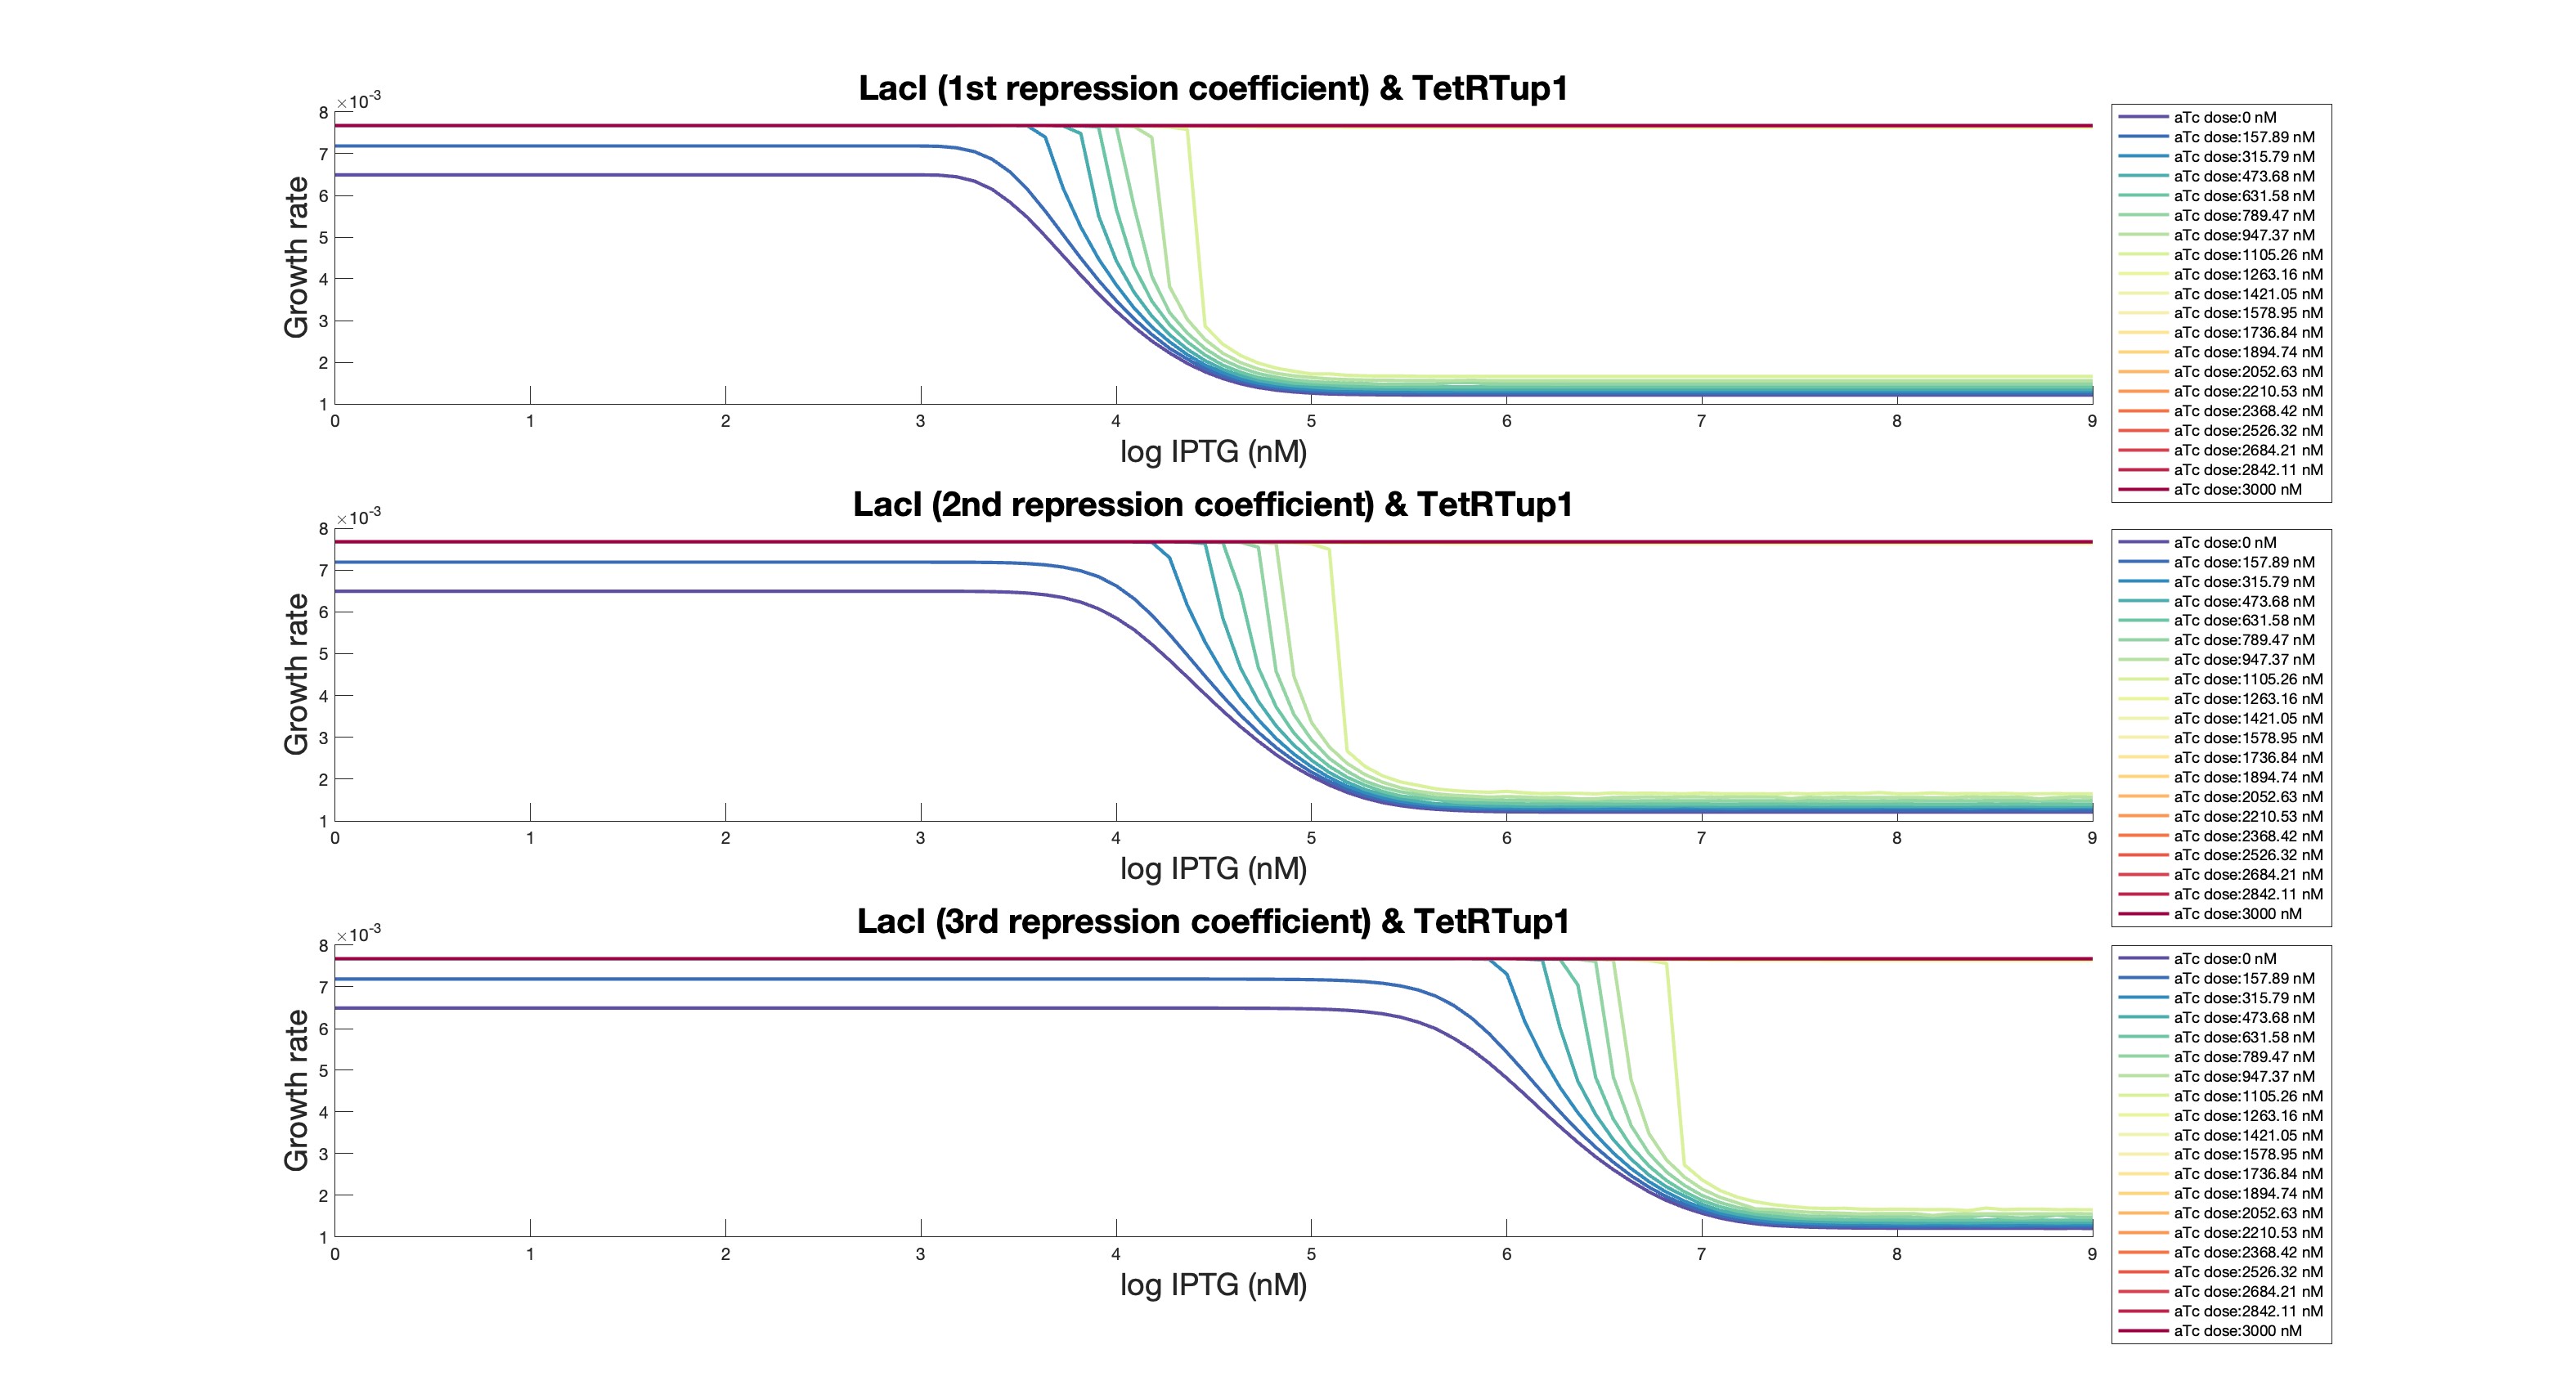 LacI (1st repression coefficient) & TetRTup1
×10-3
8
7
6
5
4
3
2
1
Growth rate
0 1 2 3 4 5 6 7 8 9
log IPTG (nM)
aTc dose:0 nM
aTc dose:157.89 nM
aTc dose:315.79 nM
aTc dose:473.68 nM
aTc dose:631.58 nM
aTc dose:789.47 nM
aTc dose:947.37 nM
aTc dose:1105.26 nM
aTc dose:1263.16 nM
aTc dose:1421.05 nM
aTc dose:1578.95 nM
aTc dose:1736.84 nM
aTc dose:1894.74 nM
aTc dose:2052.63 nM
aTc dose:2210.53 nM
aTc dose:2368.42 nM
aTc dose:2526.32 nM
aTc dose:2684.21 nM
aTc dose:2842.11 nM
aTc dose:3000 nM
LacI (2nd repression coefficient) & TetRTup1
×10-3
8
7
6
5
4
3
2
1
Growth rate
0 1 2 3 4 5 6 7 8 9
log IPTG (nM)
aTc dose:0 nM
aTc dose:157.89 nM
aTc dose:315.79 nM
aTc dose:473.68 nM
aTc dose:631.58 nM
aTc dose:789.47 nM
aTc dose:947.37 nM
aTc dose:1105.26 nM
aTc dose:1263.16 nM
aTc dose:1421.05 nM
aTc dose:1578.95 nM
aTc dose:1736.84 nM
aTc dose:1894.74 nM
aTc dose:2052.63 nM
aTc dose:2210.53 nM
aTc dose:2368.42 nM
aTc dose:2526.32 nM
aTc dose:2684.21 nM
aTc dose:2842.11 nM
aTc dose:3000 nM
LacI (3rd repression coefficient) & TetRTup1
×10-3
8
7
6
5
4
3
2
1
Growth rate
0 1 2 3 4 5 6 7 8 9
log IPTG (nM)
aTc dose:0 nM
aTc dose:157.89 nM
aTc dose:315.79 nM
aTc dose:473.68 nM
aTc dose:631.58 nM
aTc dose:789.47 nM
aTc dose:947.37 nM
aTc dose:1105.26 nM
aTc dose:1263.16 nM
aTc dose:1421.05 nM
aTc dose:1578.95 nM
aTc dose:1736.84 nM
aTc dose:1894.74 nM
aTc dose:2052.63 nM
aTc dose:2210.53 nM
aTc dose:2368.42 nM
aTc dose:2526.32 nM
aTc dose:2684.21 nM
aTc dose:2842.11 nM
aTc dose:3000 nM